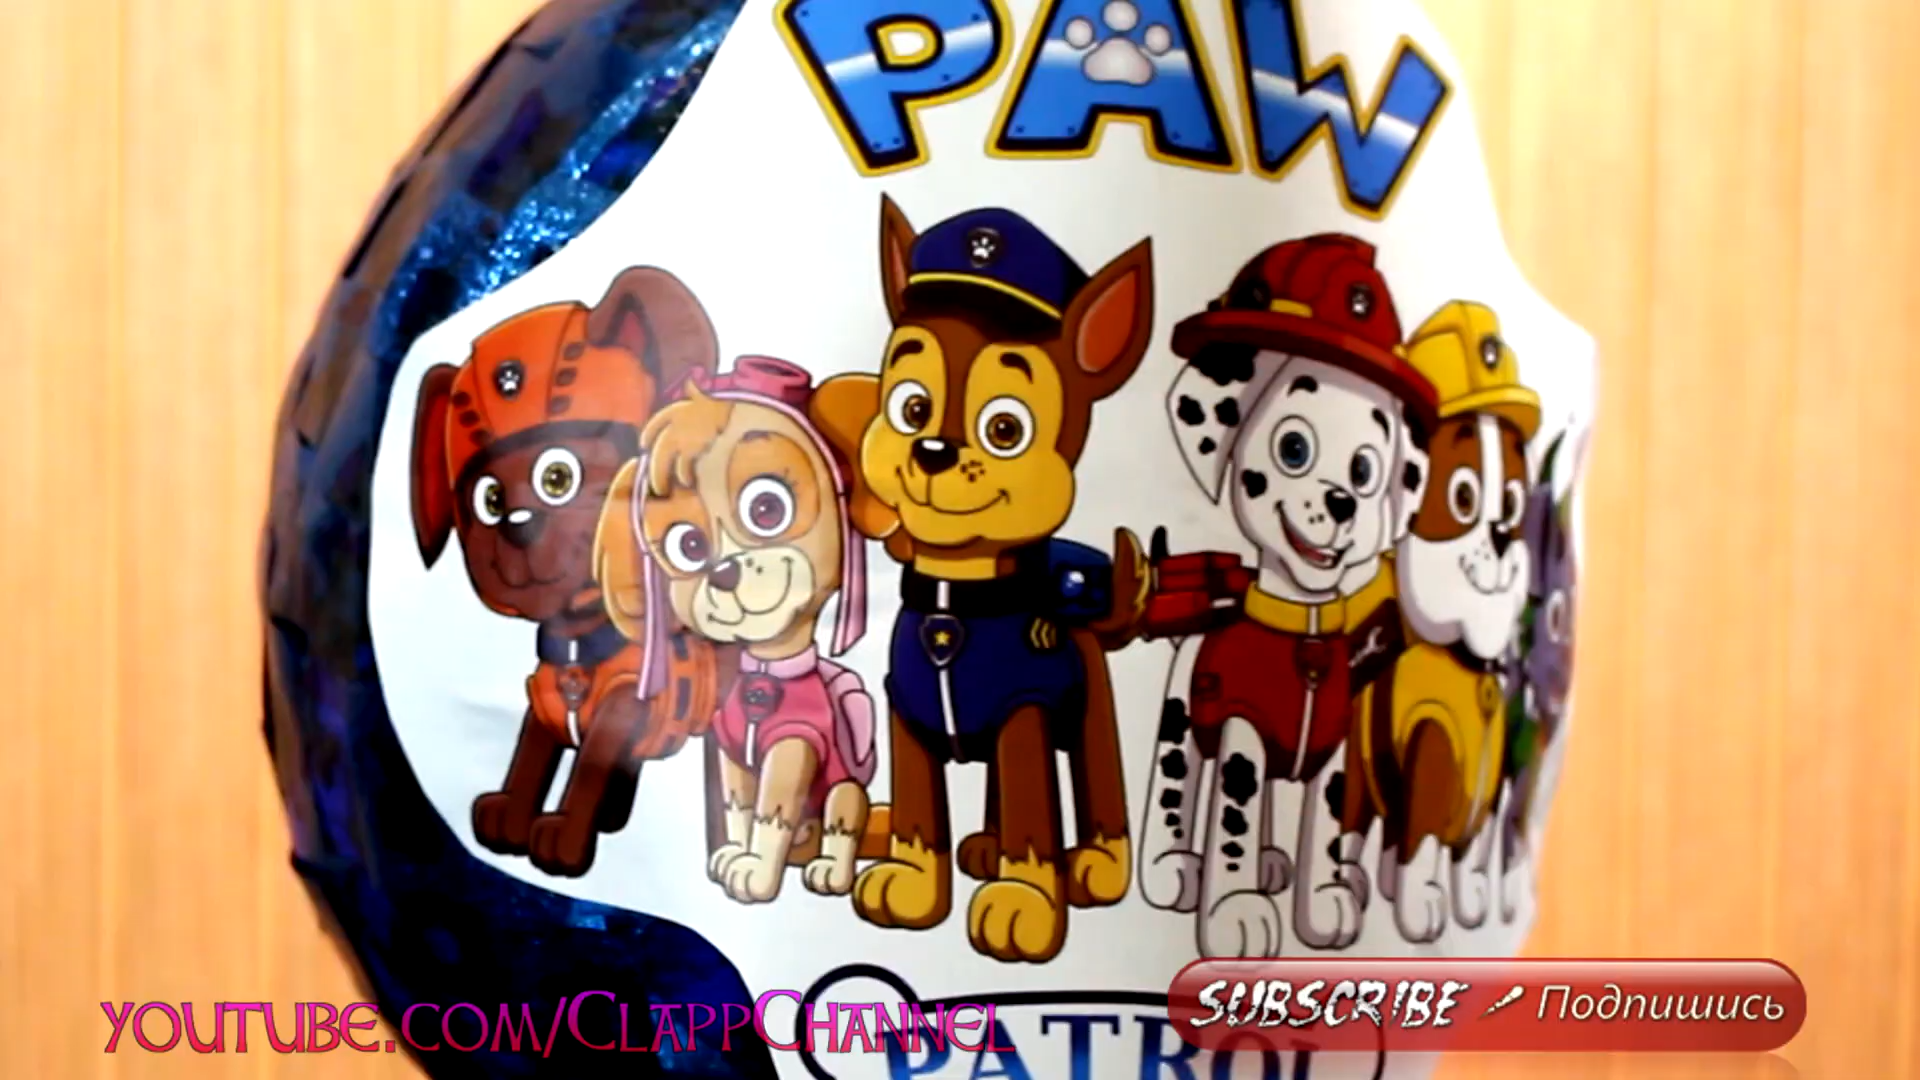 PAW
PATROL
YOUTUBE.COM/CLAPPCHANNEL
SUBSCRIBE Подпишись